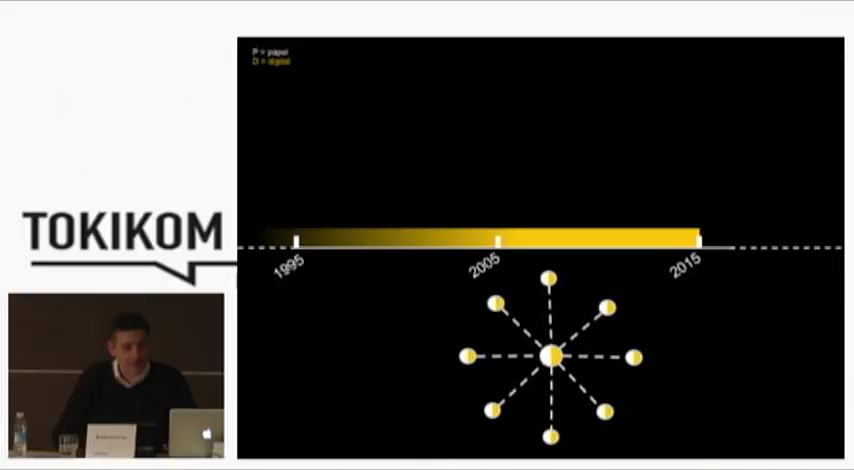 P = papel
D = digital
TOKIKOM
1995
2005
2015